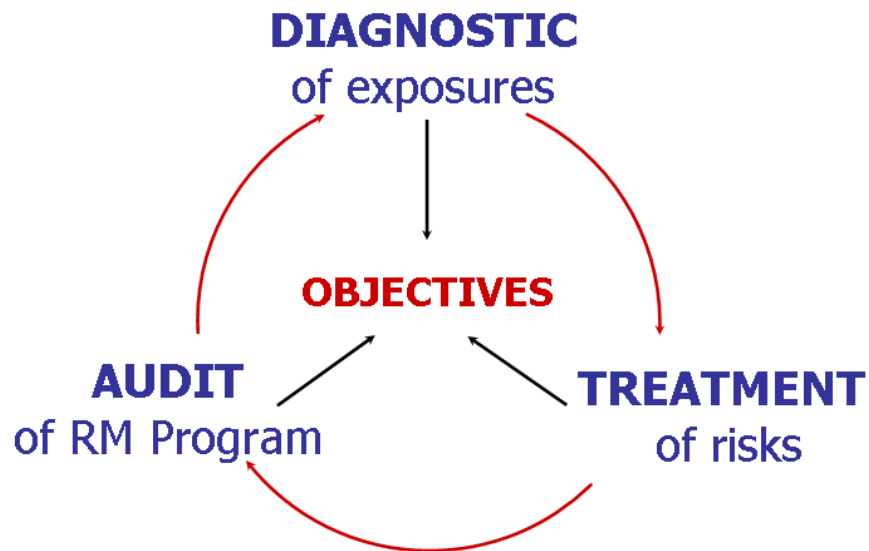 DIAGNOSTIC
of exposures
OBJECTIVES
AUDIT
of RM Program
TREATMENT
of risks